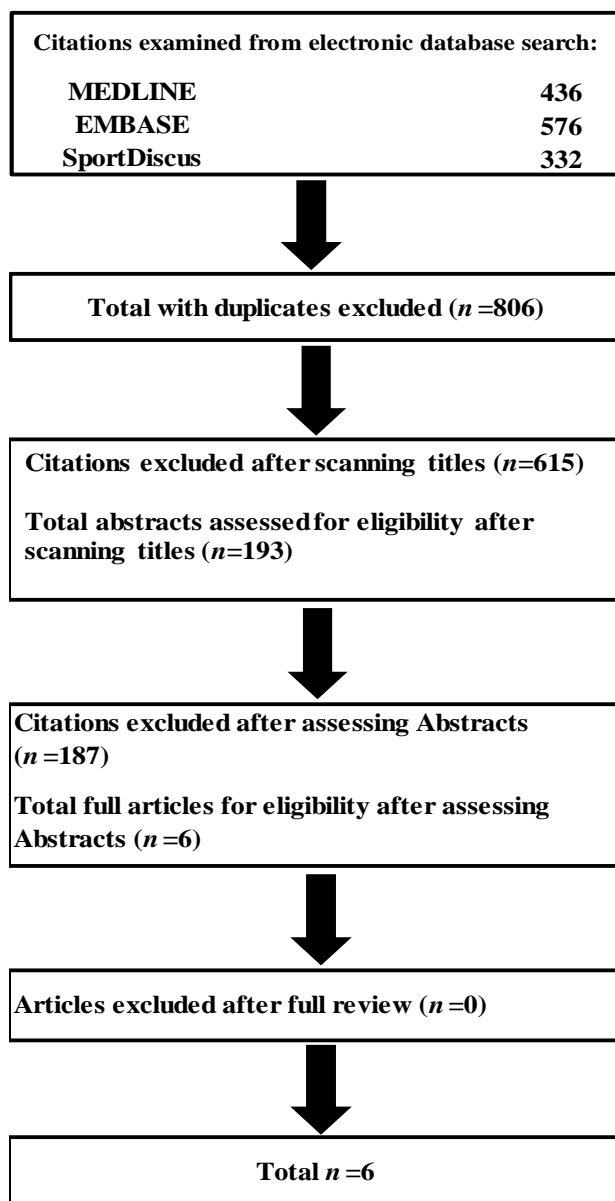 Citations examined from electronic database search:
MEDLINE 436
EMBASE 576
SportDiscus 332
Total with duplicates excluded (n =806)
Citations excluded after scanning titles (n=615)
Total abstracts assessed for eligibility after
scanning titles (n=193)
Citations excluded after assessing Abstracts
(n =187)
Total full articles for eligibility after assessing
Abstracts (n =6)
Articles excluded after full review (n =0)
Total n =6